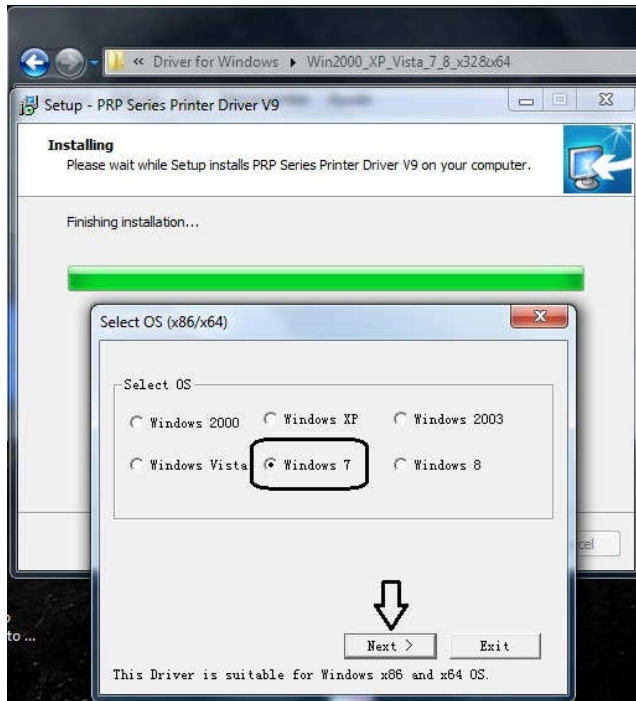 « Driver for Windows ▸ Win2000_XP_Vista_7_8_x32&x64
Setup - PRP Series Printer Driver V9
Installing
Please wait while Setup installs PRP Series Printer Driver V9 on your computer.
Finishing installation...
Select OS (x86/x64)
Select OS
Windows 2000 Windows XP Windows 2003
Windows Vista Windows 7 Windows 8
cel
to ...
Next > Exit
This Driver is suitable for Windows x86 and x64 OS.